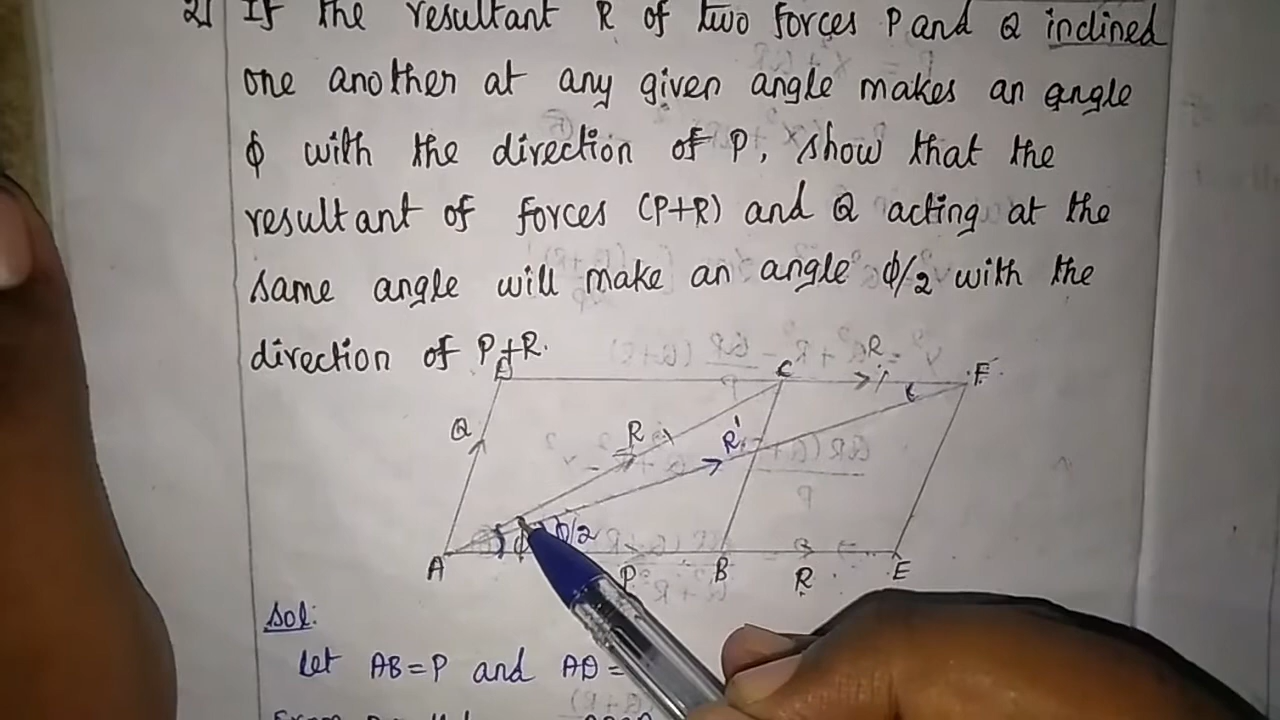 2] If the resultant R of two forces P and Q inclined
one another at any given angle makes an angle
ϕ with the direction of P, show that the
resultant of forces (P+R) and Q acting at the
same angle will make an angle ϕ/2 with the
direction of P+R.
D C R F
Q R R'
ϕ ϕ/2
A P B R E
Sol:
Let AB=P and AD=